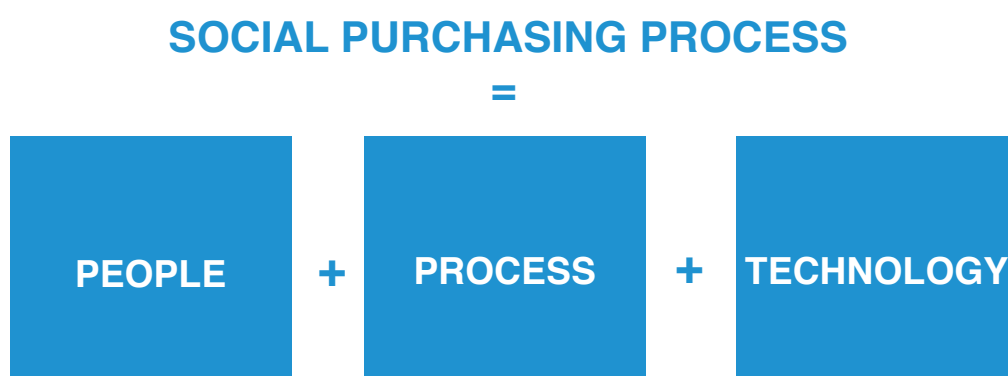 SOCIAL PURCHASING PROCESS
=
PEOPLE + PROCESS + TECHNOLOGY